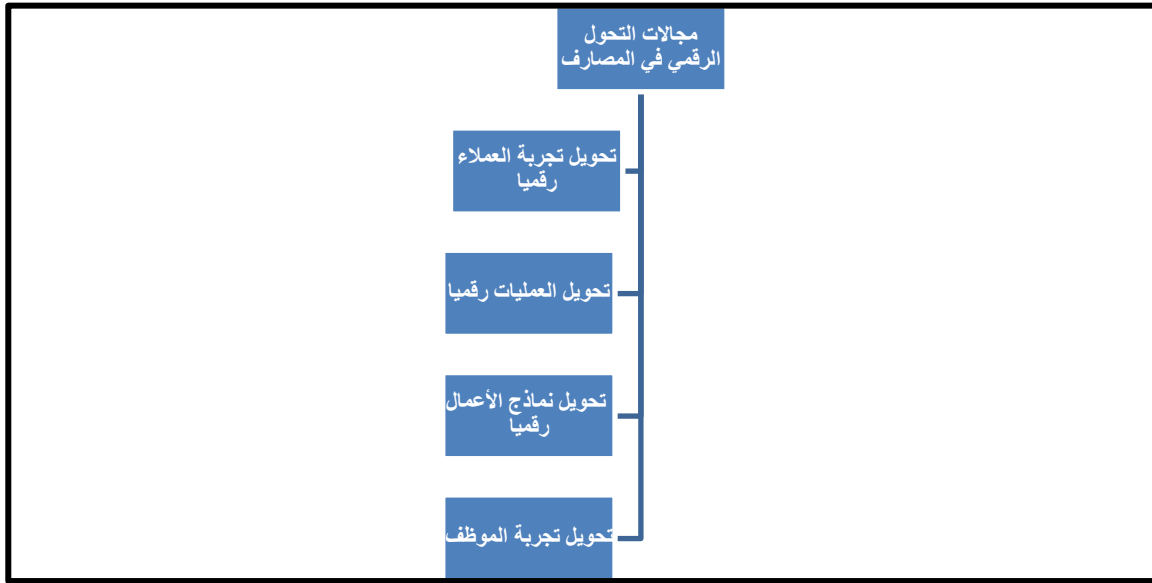 مجالات التحول
الرقمي في المصارف
تحويل تجربة العملاء
رقميا
تحويل العمليات رقميا
تحويل نماذج الأعمال
رقميا
تحويل تجربة الموظف